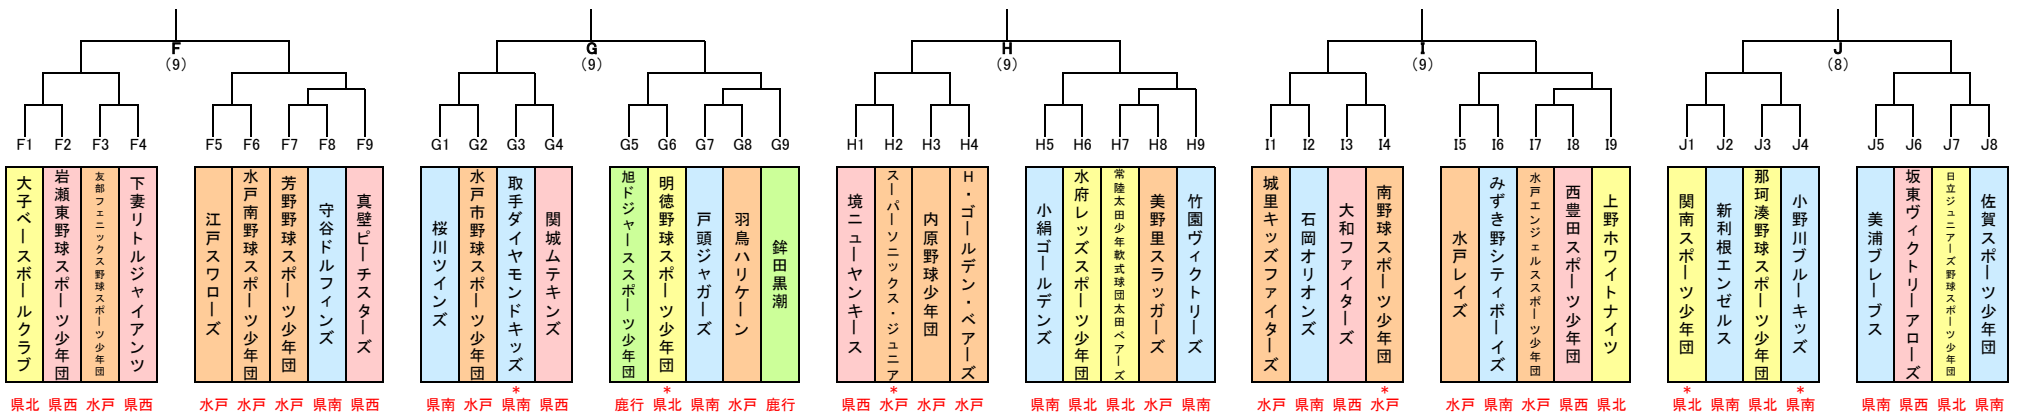 F G H I J
（9） （9） （9） （9） （8）
F1 F2 F3 F4 F5 F6 F7 F8 F9 G1 G2 G3 G4 G5 G6 G7 G8 G9 H1 H2 H3 H4 H5 H6 H7 H8 H9 I1 I2 I3 I4 I5 I6 I7 I8 I9 J1 J2 J3 J4 J5 J6 J7 J8
大子ベースボールクラブ
岩瀬東野球スポーツ少年団
友部フェニックス野球スポーツ少年団
下妻リトルジャイアンツ
江戸スワローズ
水戸南野球スポーツ少年団
芳野野球スポーツ少年団
守谷ドルフィンズ
真壁ピーチスターズ
桜川ツインズ
水戸市野球スポーツ少年団
取手ダイヤモンドキッズ
関城ムテキンズ
旭ドジャーススポーツ少年団
明徳野球スポーツ少年団
戸頭ジャガーズ
羽鳥ハリケーン
鉾田黒潮
境ニューヤンキース
スーパーソニックス・ジュニア
内原野球少年団
H・ゴールデン・ベアーズ
小絹ゴールデンズ
水府レッズスポーツ少年団
常陸太田少年軟式球団太田ベアーズ
美野里スラッガーズ
竹園ヴィクトリーズ
城里キッズファイターズ
石岡オリオンズ
大和ファイターズ
南野球スポーツ少年団
水戸レイズ
みずき野シティボーイズ
水戸エンジェルススポーツ少年団
西豊田スポーツ少年団
上野ホワイトナイツ
関南スポーツ少年団
新利根エンゼルス
那珂湊野球スポーツ少年団
小野川ブルーキッズ
美浦ブレーブス
坂東ヴィクトリーアローズ
日立ジュニアーズ野球スポーツ少年団
佐賀スポーツ少年団
* * * * * *
県北 県西 水戸 県西 水戸 水戸 水戸 県南 県西 県南 水戸 県南 県西 鹿行 県北 県南 水戸 鹿行 県西 水戸 水戸 水戸 県南 県北 県北 水戸 県南 水戸 県南 県西 水戸 水戸 県南 水戸 県西 県北 県北 県南 県北 県南 県南 県西 県北 県南